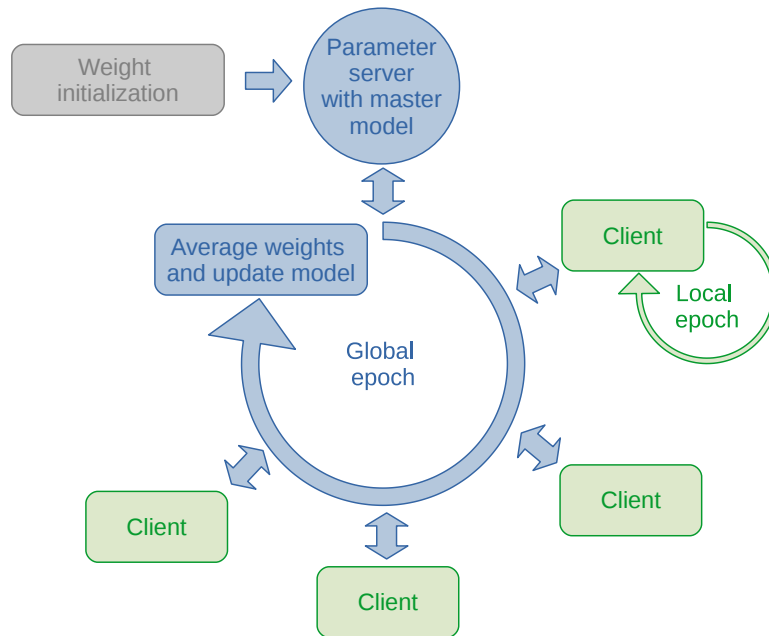 Weight
initialization
Parameter
server
with master
model
Average weights
and update model
Client
Local
epoch
Global
epoch
Client
Client
Client